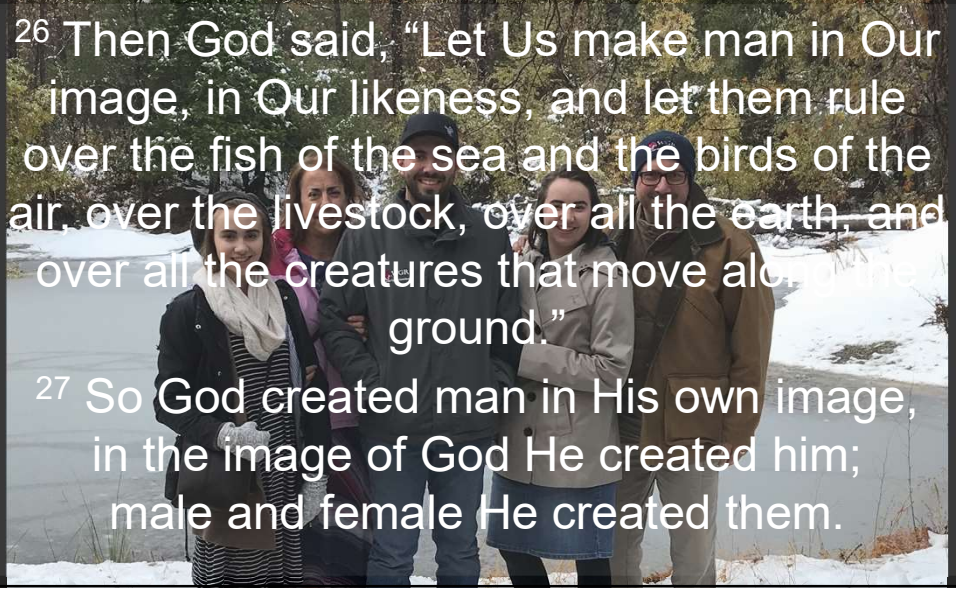 26 Then God said, “Let Us make man in Our
image, in Our likeness, and let them rule
over the fish of the sea and the birds of the
air, over the livestock, over all the earth, and
over all the creatures that move along the
ground.”
27 So God created man in His own image,
in the image of God He created him;
male and female He created them.